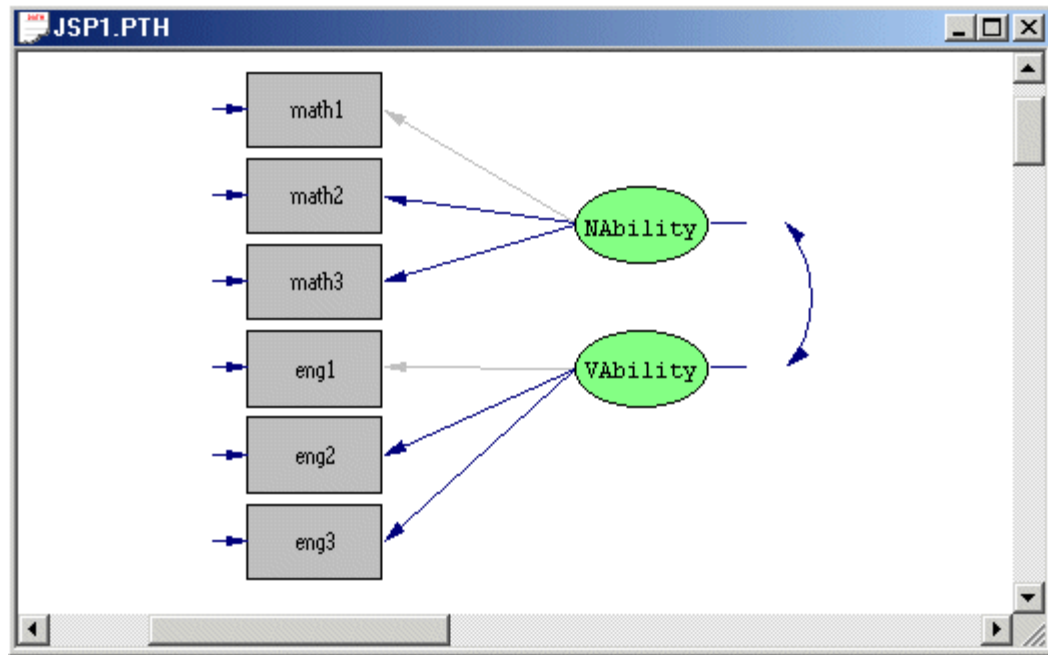 JSP1.PTH
math1
math2
NAbility
math3
eng1
VAbility
eng2
eng3